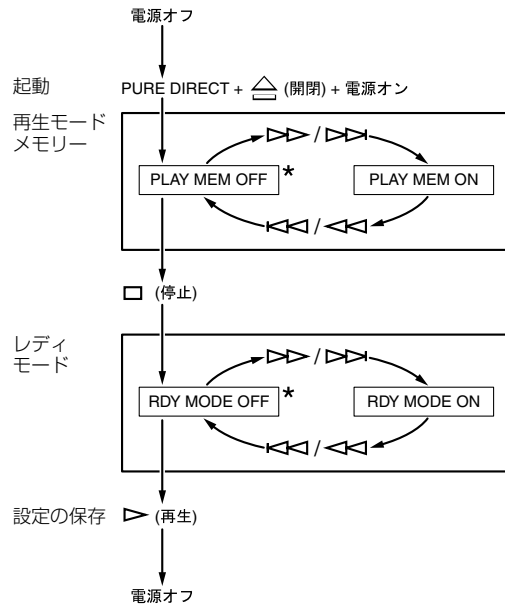 電源オフ
起動 PURE DIRECT + (開閉) + 電源オン
再生モード
メモリー
/
PLAY MEM OFF * PLAY MEM ON
/
(停止)
レディ
モード
/
RDY MODE OFF * RDY MODE ON
/
設定の保存 (再生)
電源オフ